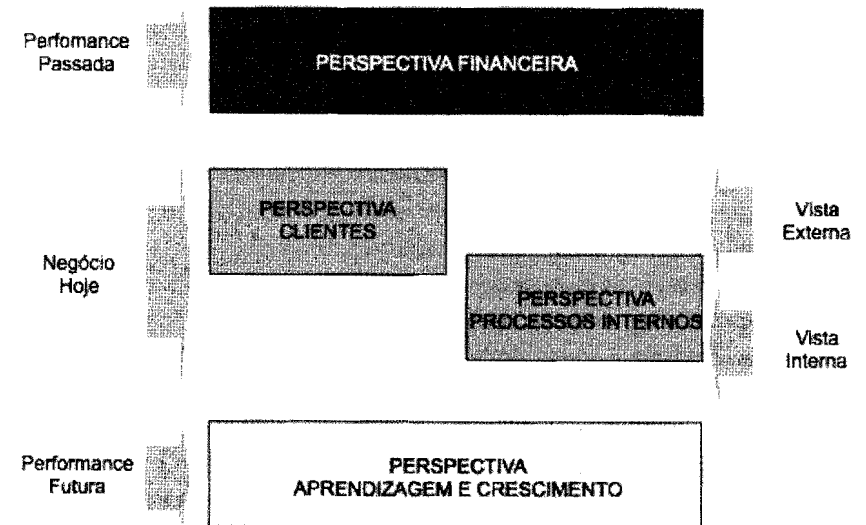 Perfomance
Passada
PERSPECTIVA FINANCEIRA
PERSPECTIVA
CLIENTES
Vista
Externa
Negócio
Hoje
PERSPECTIVA
PROCESSOS INTERNOS
Vista
Interna
Performance
Futura
PERSPECTIVA
APRENDIZAGEM E CRESCIMENTO